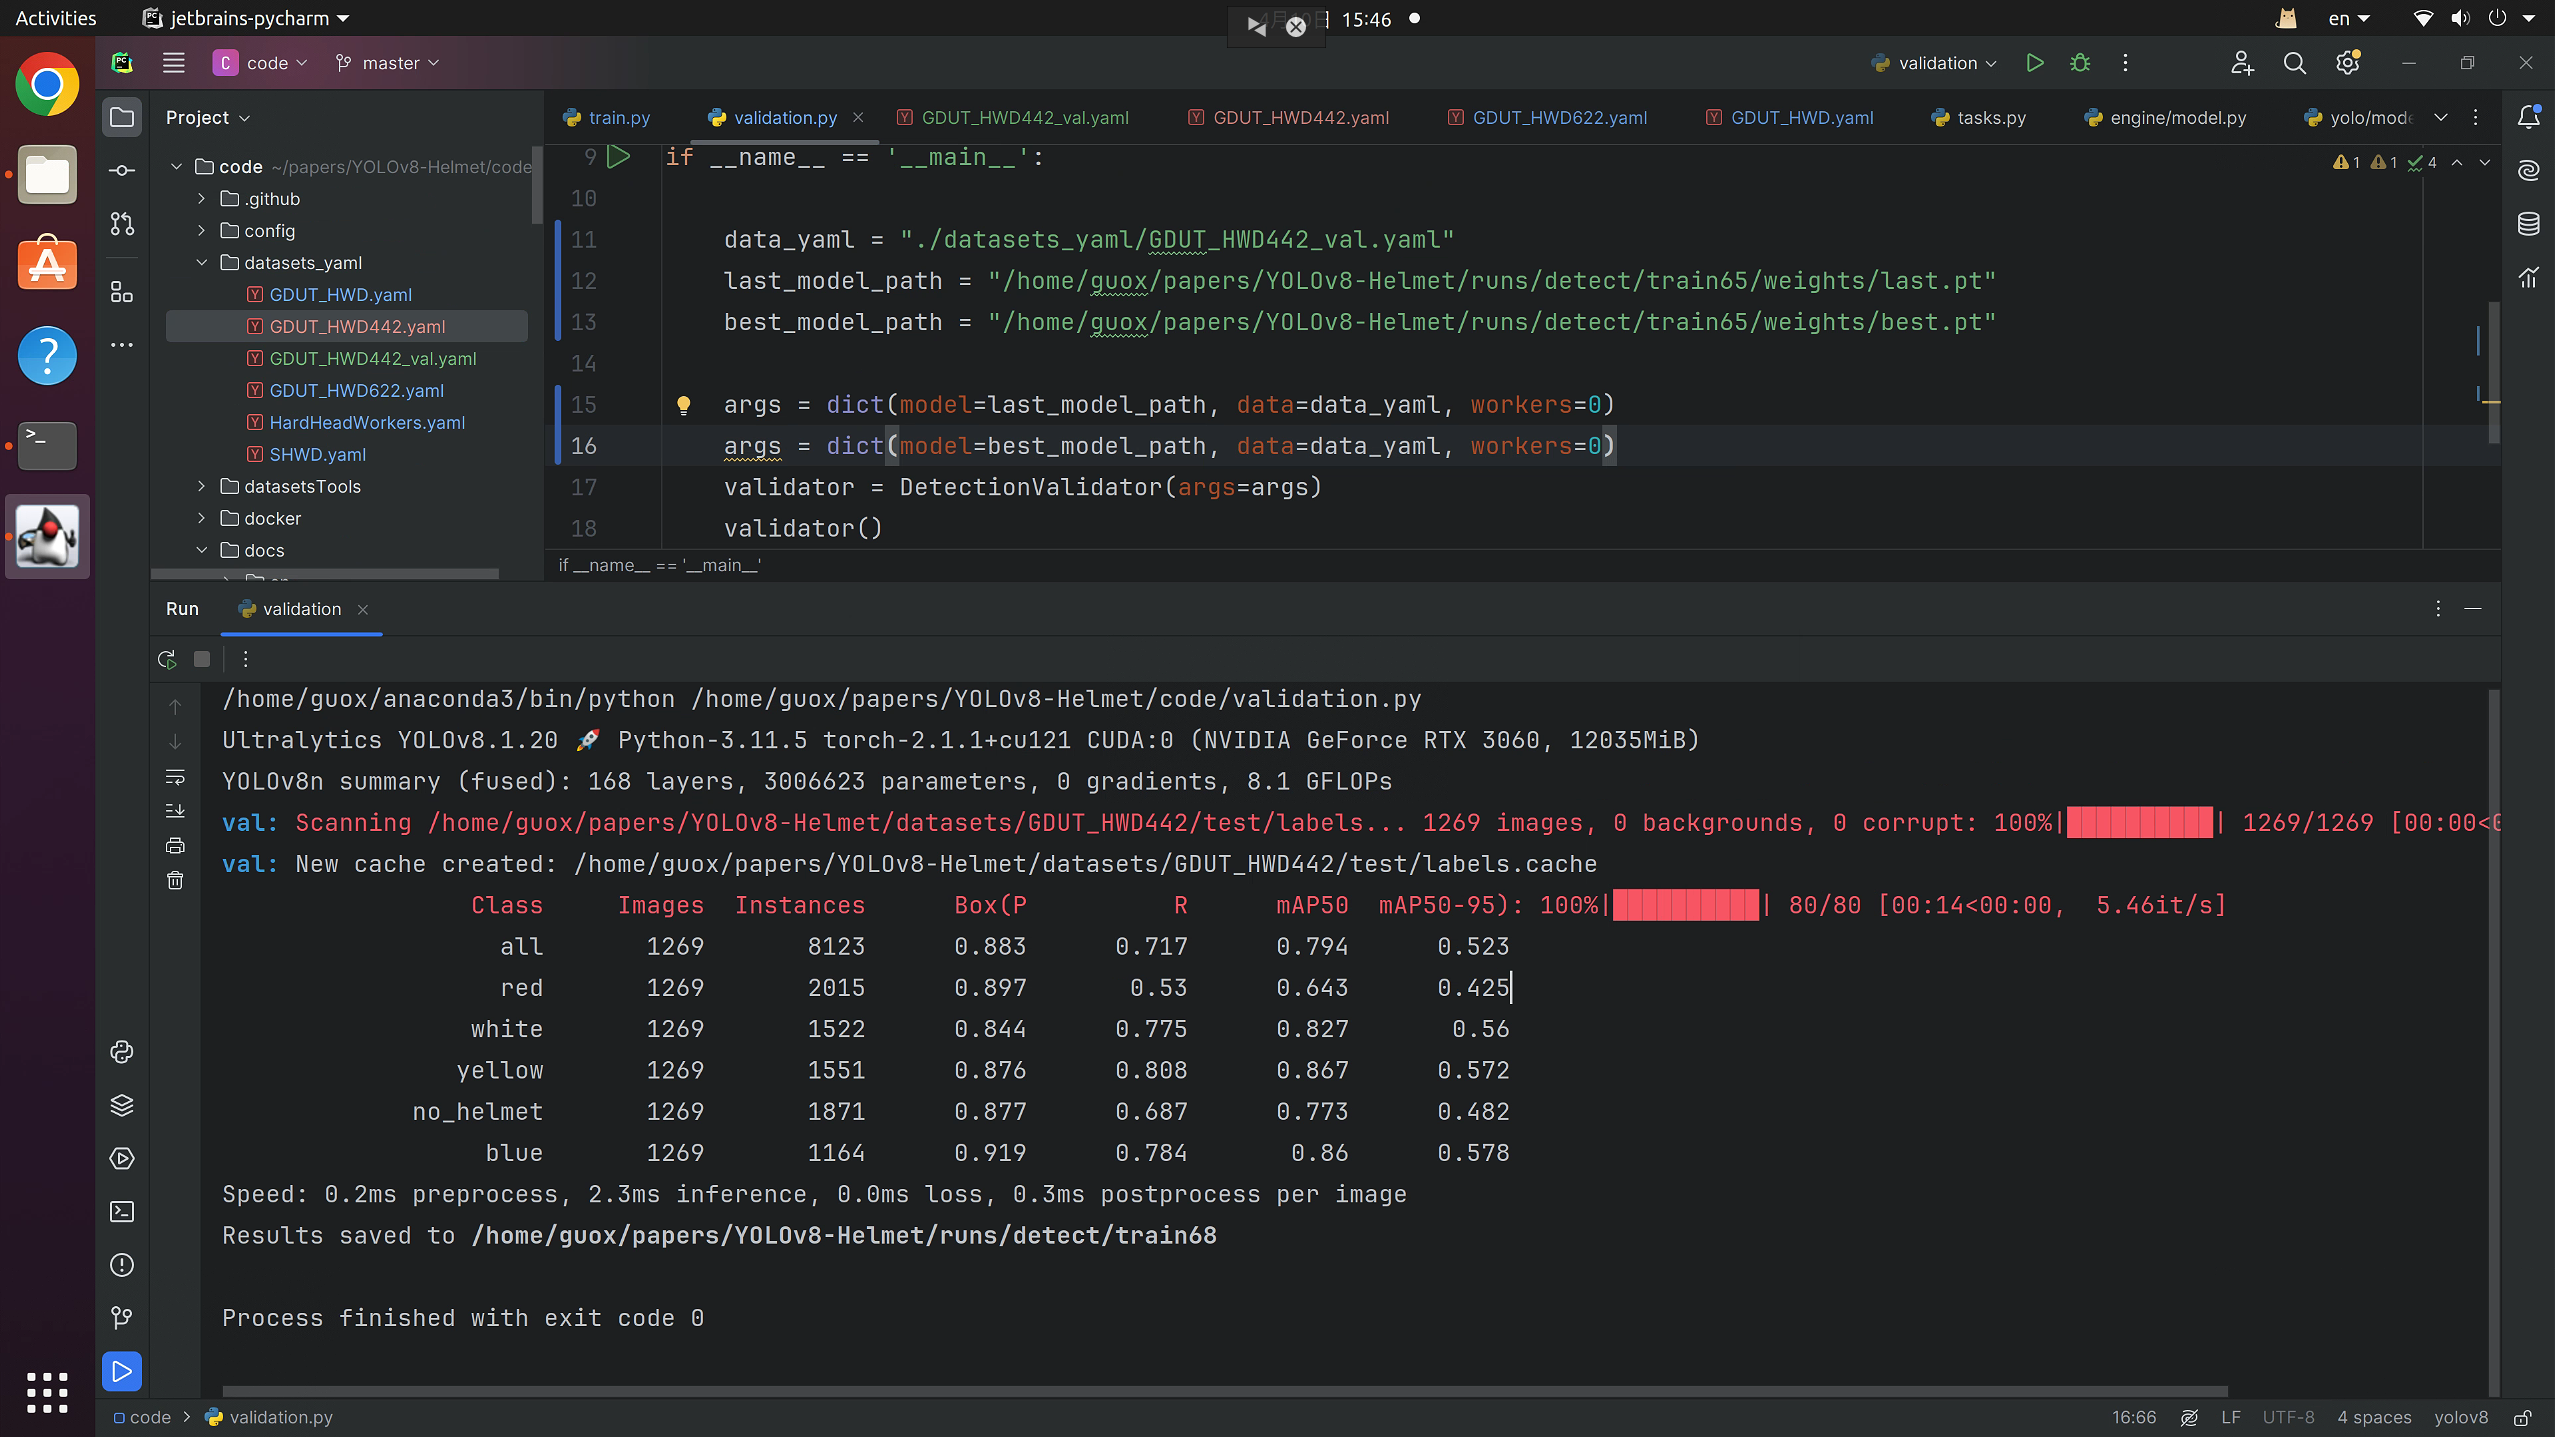 Activities jetbrains-pycharm 15:46 en
code master validation
Project
train.py validation.py GDUT_HWD442_val.yaml GDUT_HWD442.yaml GDUT_HWD622.yaml GDUT_HWD.yaml tasks.py engine/model.py
code ~/papers/YOLOv8-Helmet/code
.github
config
datasets_yaml
GDUT_HWD.yaml
GDUT_HWD442.yaml
GDUT_HWD442_val.yaml
GDUT_HWD622.yaml
HardHeadWorkers.yaml
SHWD.yaml
datasetsTools
docker
docs
9 if __name__ == '__main__': 1 1 4
10
11 data_yaml = "./datasets_yaml/GDUT_HWD442_val.yaml"
12 last_model_path = "/home/guox/papers/YOLOv8-Helmet/runs/detect/train65/weights/last.pt"
13 best_model_path = "/home/guox/papers/YOLOv8-Helmet/runs/detect/train65/weights/best.pt"
14
15 args = dict(model=last_model_path, data=data_yaml, workers=0)
16 args = dict(model=best_model_path, data=data_yaml, workers=0)
17 validator = DetectionValidator(args=args)
18 validator()
if __name__ == '__main__'
Run validation
/home/guox/anaconda3/bin/python /home/guox/papers/YOLOv8-Helmet/code/validation.py
Ultralytics YOLOv8.1.20 🚀 Python-3.11.5 torch-2.1.1+cu121 CUDA:0 (NVIDIA GeForce RTX 3060, 12035MiB)
YOLOv8n summary (fused): 168 layers, 3006623 parameters, 0 gradients, 8.1 GFLOPs
val: Scanning /home/guox/papers/YOLOv8-Helmet/datasets/GDUT_HWD442/test/labels... 1269 images, 0 backgrounds, 0 corrupt: 100%|██████████| 1269/1269 [00:00<
val: New cache created: /home/guox/papers/YOLOv8-Helmet/datasets/GDUT_HWD442/test/labels.cache
Class Images Instances Box(P R mAP50 mAP50-95): 100%|██████████| 80/80 [00:14<00:00, 5.46it/s]
all 1269 8123 0.883 0.717 0.794 0.523
red 1269 2015 0.897 0.53 0.643 0.425
white 1269 1522 0.844 0.775 0.827 0.56
yellow 1269 1551 0.876 0.808 0.867 0.572
no_helmet 1269 1871 0.877 0.687 0.773 0.482
blue 1269 1164 0.919 0.784 0.86 0.578
Speed: 0.2ms preprocess, 2.3ms inference, 0.0ms loss, 0.3ms postprocess per image
Results saved to /home/guox/papers/YOLOv8-Helmet/runs/detect/train68
Process finished with exit code 0
code > validation.py 16:66 LF UTF-8 4 spaces yolov8